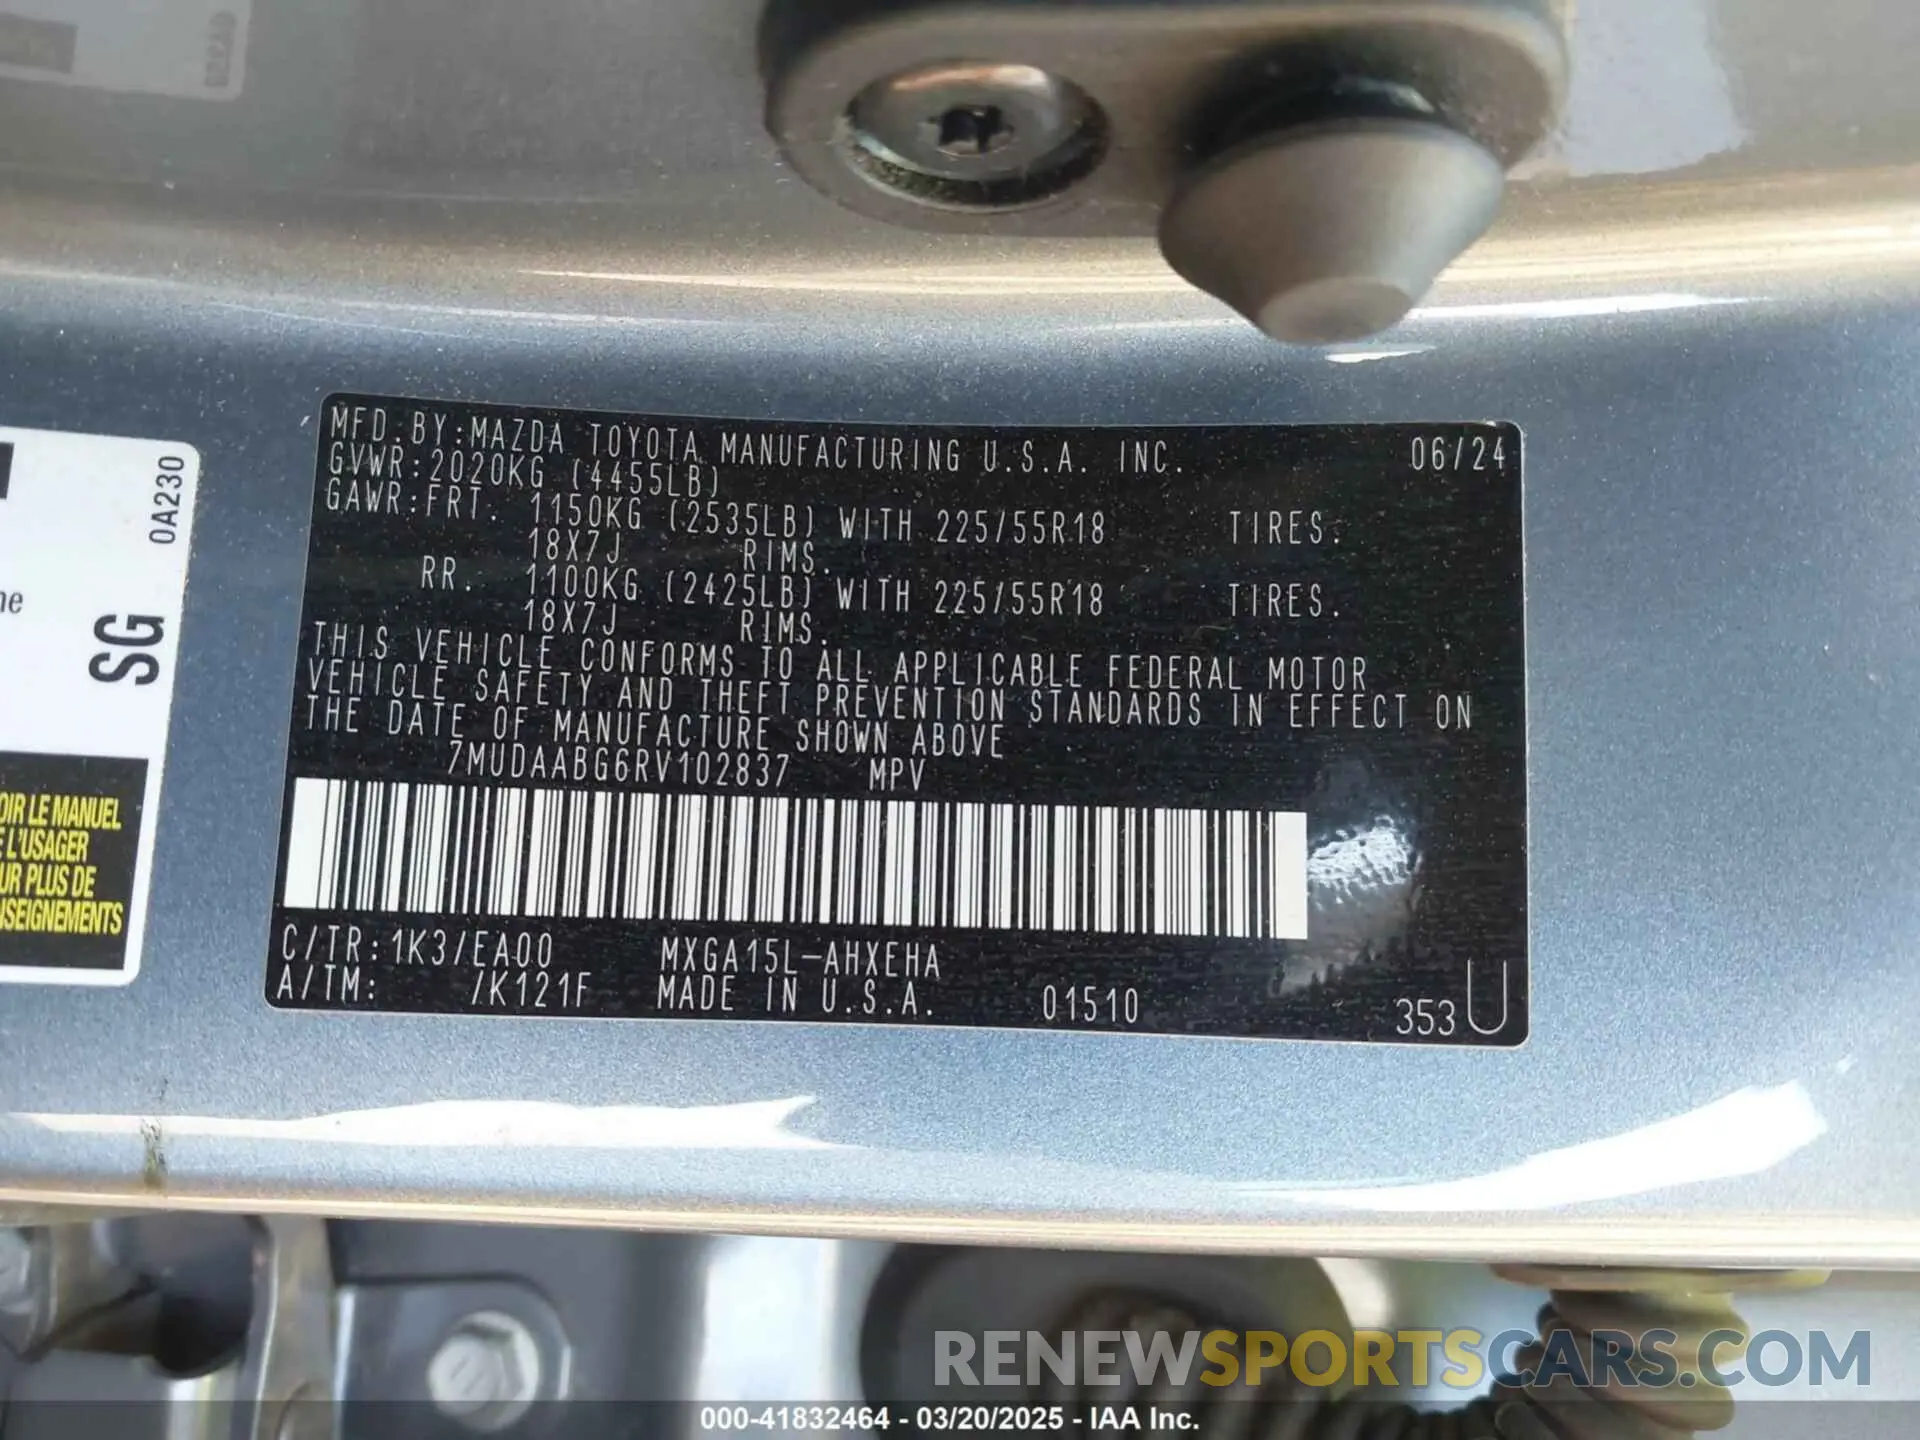 MFD.BY:MAZDA TOYOTA MANUFACTURING U.S.A. INC. 06/24
GVWR:2020KG (4455LB)
GAWR:FRT. 1150KG (2535LB) WITH 225/55R18 TIRES.
18X7J RIMS.
RR. 1100KG (2425LB) WITH 225/55R18 TIRES.
18X7J RIMS.
THIS VEHICLE CONFORMS TO ALL APPLICABLE FEDERAL MOTOR
VEHICLE SAFETY AND THEFT PREVENTION STANDARDS IN EFFECT ON
THE DATE OF MANUFACTURE SHOWN ABOVE
7MUDAABG6RV102837 MPV
C/TR:1K3/EA00 MXGA15L-AHXEHA
A/TM: /K121F MADE IN U.S.A. 01510 353U
0A230
SG
LE MANUEL
L'USAGER
PLUS DE
RENEWSPORTSCARS.COM
000-41832464 - 03/20/2025 - IAA Inc.